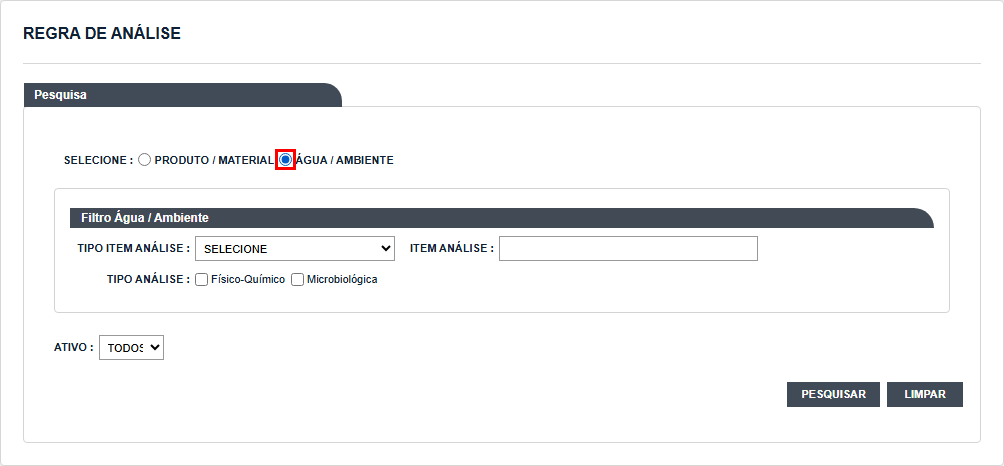 REGRA DE ANÁLISE
Pesquisa
SELECIONE : PRODUTO / MATERIAL ÁGUA / AMBIENTE
Filtro Água / Ambiente
TIPO ITEM ANÁLISE : SELECIONE ITEM ANÁLISE :
TIPO ANÁLISE : Físico-Químico Microbiológica
ATIVO : TODOS
PESQUISAR LIMPAR